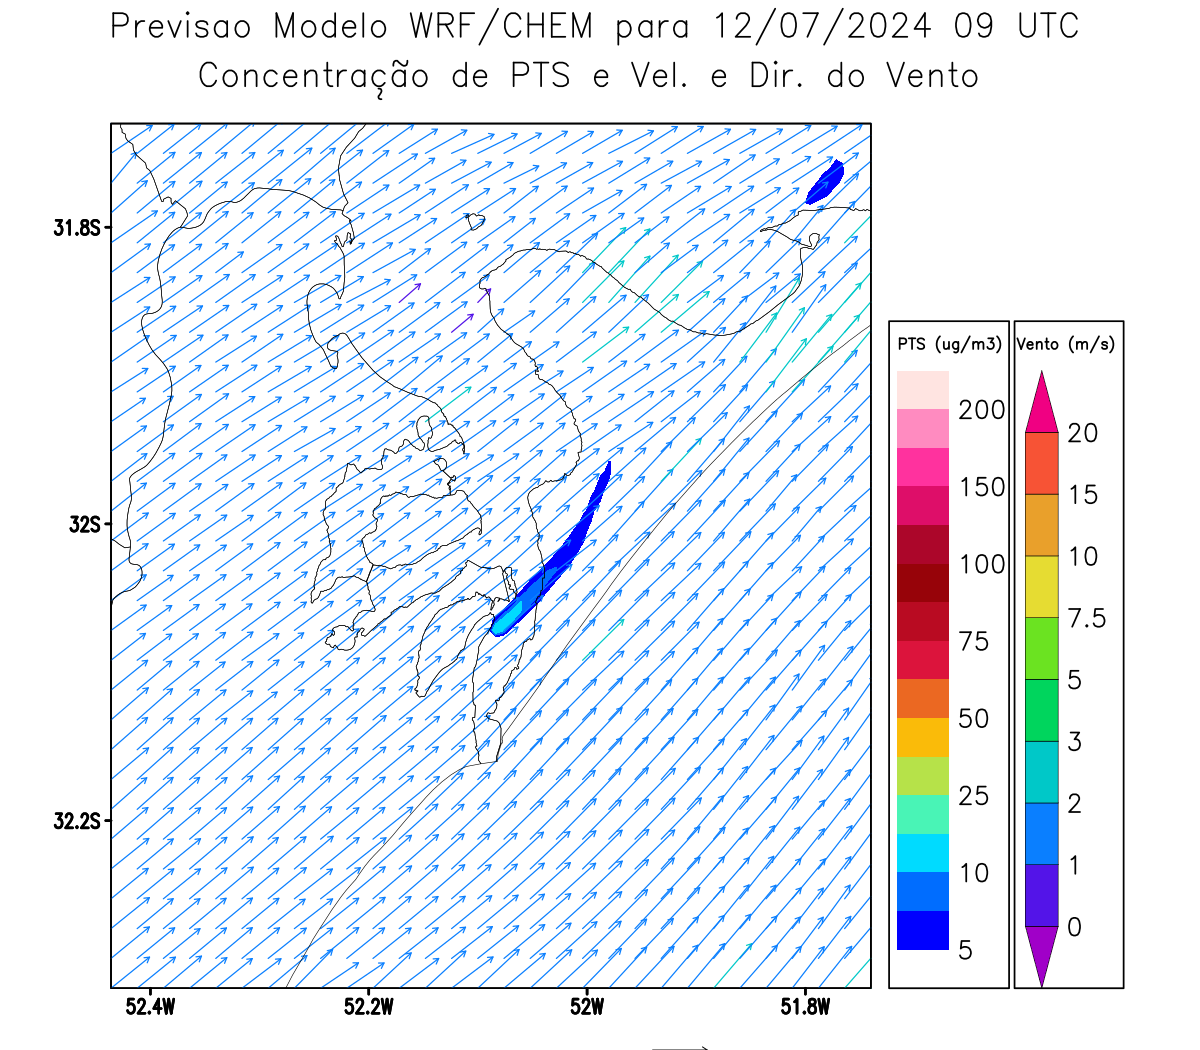 Previsao Modelo WRF/CHEM para 12/07/2024 09 UTC
Concentração de PTS e Vel. e Dir. do Vento
31.8S
32S
32.2S
52.4W
52.2W
52W
51.8W
PTS (ug/m3)
200
150
100
75
50
25
10
5
Vento (m/s)
20
15
10
7.5
5
3
2
1
0